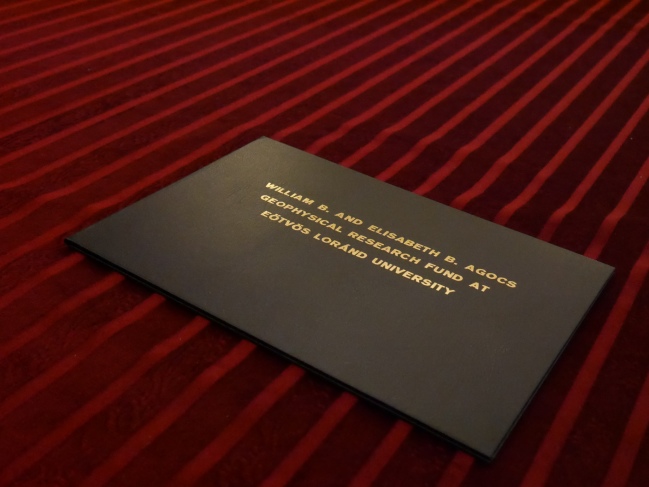 WILLIAM B. AND ELISABETH B. AGOCS
GEOPHYSICAL RESEARCH FUND AT
EÖTVÖS LORÁND UNIVERSITY